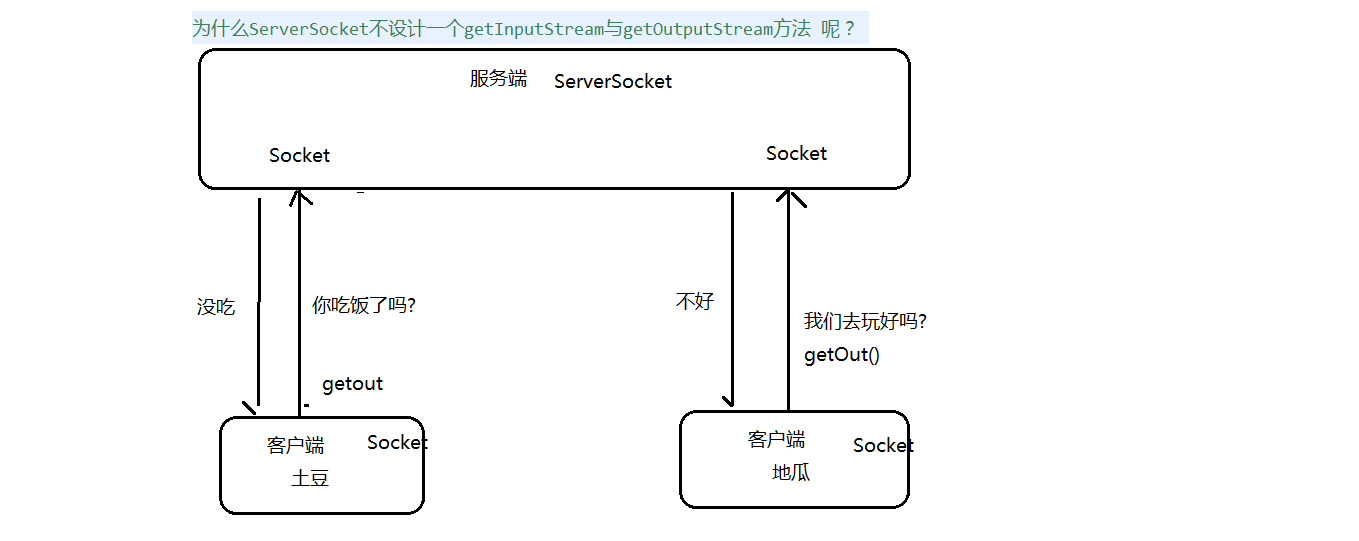 为什么ServerSocket不设计一个getInputStream与getOutputStream方法 呢？
服务端 ServerSocket
Socket Socket
没吃 你吃饭了吗? 不好 我们去玩好吗?
getOut()
getout
客户端 Socket 客户端 Socket
土豆 地瓜